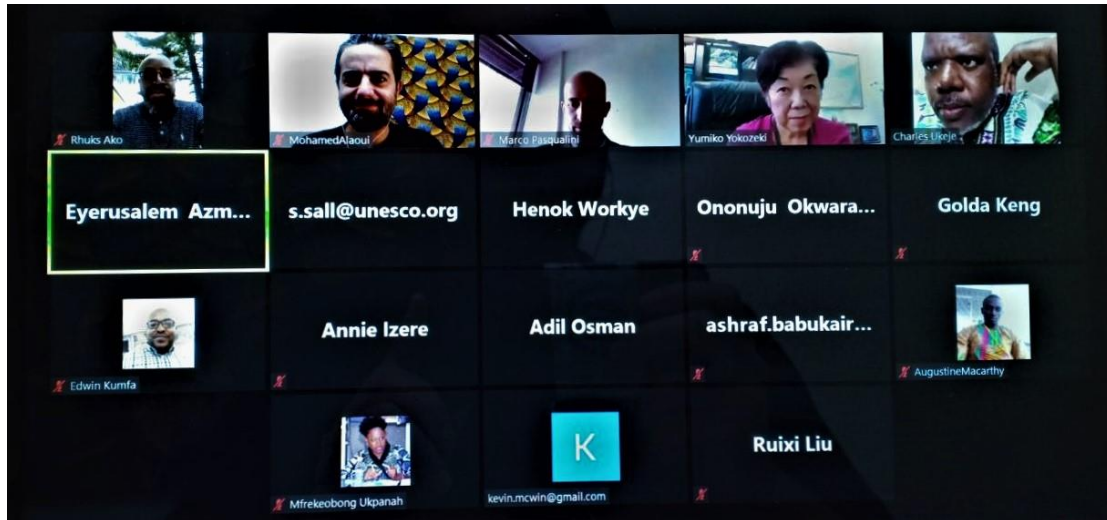 Rhuks Ako
MohamedAlaoui
Marco Pasqualini
Yumiko Yokozeki
Charles Ukeje
Eyerusalem Azm...
s.sall@unesco.org
Henok Workye
Ononuju Okwara...
Golda Keng
Edwin Kumfa
Annie Izere
Adil Osman
ashraf.babukair...
AugustineMacarthy
Mfrekeobong Ukpanah
K
kevin.mcwin@gmail.com
Ruixi Liu